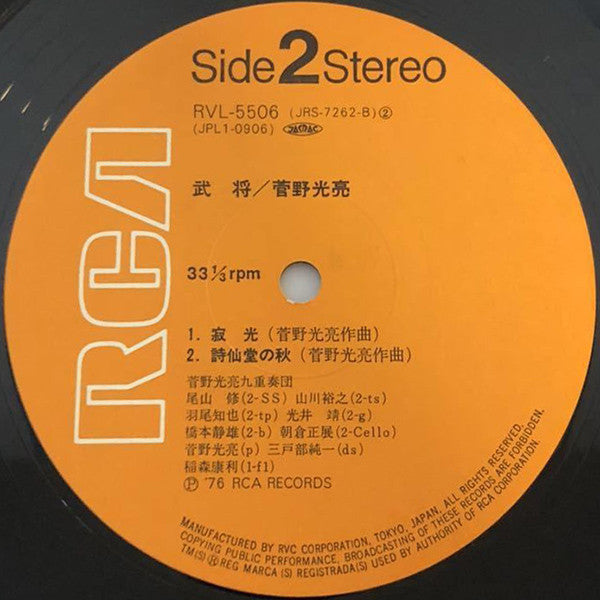 Side 2 Stereo
RVL-5506 (JRS-7262-B)②
(JPL1-0906) JASRAC
RCA
武 将/菅野光亮
33 1/3 rpm
1. 寂 光(菅野光亮作曲)
2. 詩仙堂の秋(菅野光亮作曲)
菅野光亮九重奏団
尾山 修(2-SS) 山川裕之(2-ts)
羽尾知也(2-tp) 光井 靖(2-g)
橋本静雄(2-b) 朝倉正展(2-Cello)
菅野光亮(p) 三戸部純一(ds)
稲森康利(1-fl)
Ⓟ '76 RCA RECORDS
MANUFACTURED BY RVC CORPORATION, TOKYO, JAPAN, ALL RIGHTS RESERVED,
COPYING PUBLIC PERFORMANCE, BROADCASTING OF THESE RECORDS ARE FORBIDDEN.
TM(S)®REG MARCA(S) REGISTRADA(S) USED BY AUTHORITY OF RCA CORPORATION.